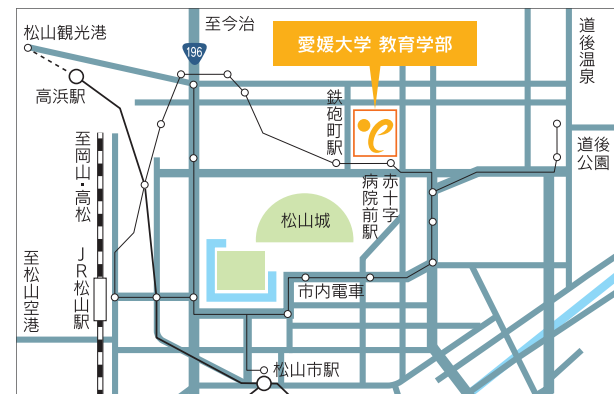 至今治
松山観光港
196
愛媛大学 教育学部
道後温泉
高浜駅
鉄砲町駅
至岡山・高松
道後
公園
赤十字
病院前駅
松山城
至松山空港
JR松山駅
市内電車
松山市駅